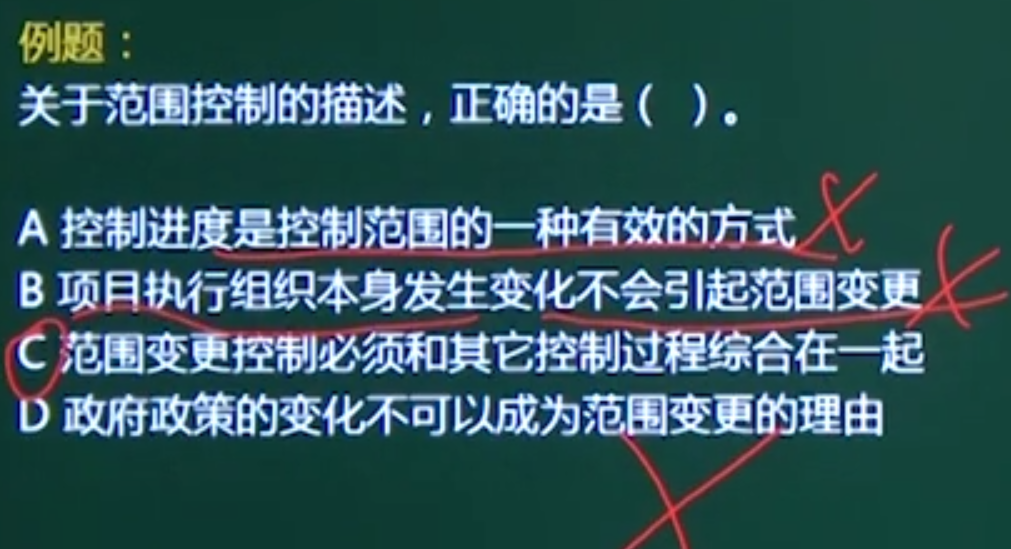 例题：
关于范围控制的描述，正确的是（ ）。
A 控制进度是控制范围的一种有效的方式
B 项目执行组织本身发生变化不会引起范围变更
C 范围变更控制必须和其它控制过程综合在一起
D 政府政策的变化不可以成为范围变更的理由